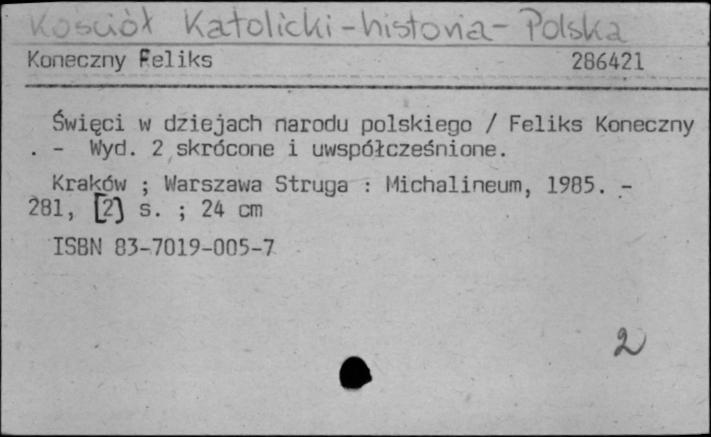 Kościół Katolicki - historia - Polska
Koneczny Feliks 286421
Święci w dziejach narodu polskiego / Feliks Koneczny
. - Wyd. 2 skrócone i uwspółcześnione.
Kraków ; Warszawa Struga : Michalineum, 1985. -
281, [2] s. ; 24 cm
ISBN 83-7019-005-7
2